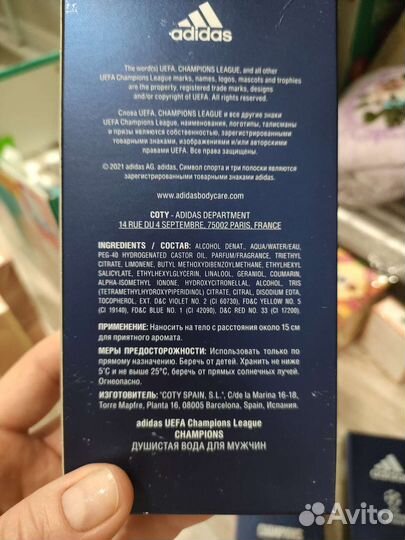 adidas
The word(s) UEFA, CHAMPIONS LEAGUE, and all other
UEFA Champions League marks, names, logos, mascots and trophies
are the property, registered trade marks, designs
and/or copyright of UEFA. All rights reserved.
Слова UEFA, CHAMPIONS LEAGUE и все другие знаки
UEFA Champions League, наименования, логотипы, талисманы
и призы являются собственностью, зарегистрированными
товарными знаками, изображениями и/или авторскими
правами UEFA. Все права защищены.
©2021 adidas AG. adidas, Символ спорта и три полоски являются
зарегистрированными товарными знаками adidas.
www.adidasbodycare.com
COTY - ADIDAS DEPARTMENT
14 RUE DU 4 SEPTEMBRE, 75002 PARIS, FRANCE
INGREDIENTS / СОСТАВ: ALCOHOL DENAT., AQUA/WATER/EAU,
PEG-40 HYDROGENATED CASTOR OIL, PARFUM/FRAGRANCE, TRIETHYL
CITRATE, LIMONENE, BUTYL METHOXYDIBENZOYLMETHANE, ETHYLHEXYL
SALICYLATE, ETHYLHEXYLGLYCERIN, LINALOOL, GERANIOL, COUMARIN,
ALPHA-ISOMETHYL IONONE, HYDROXYCITRONELLAL, ALCOHOL, TRIS
(TETRAMETHYLHYDROXYPIPERIDINOL) CITRATE, CITRAL, DISODIUM EDTA,
TOCOPHEROL, EXT. D&C VIOLET NO. 2 (CI 60730), FD&C YELLOW NO. 5
(CI 19140), FD&C BLUE NO. 1 (CI 42090), D&C RED NO. 33 (CI 17200).
ПРИМЕНЕНИЕ: Наносить на тело с расстояния около 15 см
для приятного аромата.
МЕРЫ ПРЕДОСТОРОЖНОСТИ: Использовать только по
прямому назначению. Беречь от детей. Хранить не ниже
5°C и не выше 25°C, беречь от прямых солнечных лучей.
Огнеопасно.
ИЗГОТОВИТЕЛЬ: "COTY SPAIN, S.L.", C/de la Marina 16-18,
Torre Mapfre, Planta 16, 08005 Barcelona, Spain, Испания.
adidas UEFA Champions League
CHAMPIONS
ДУШИСТАЯ ВОДА ДЛЯ МУЖЧИН
adidas
Avito